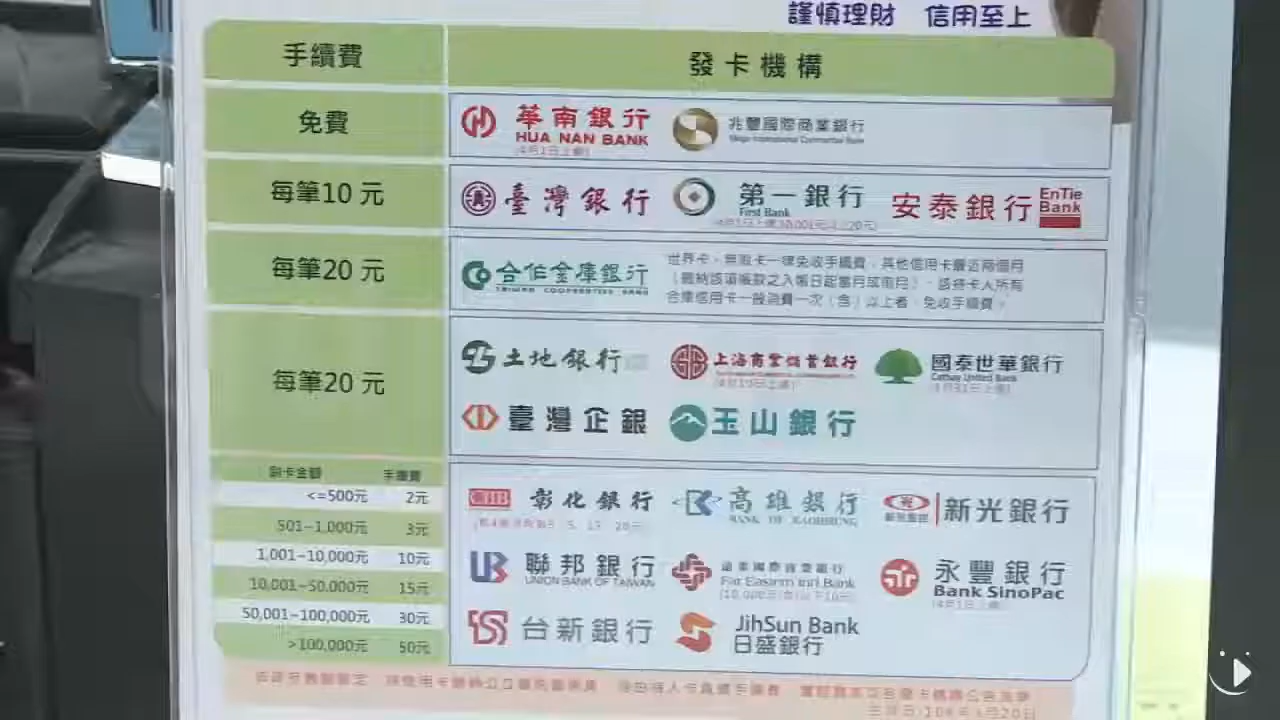 謹慎理財 信用至上
手續費 發卡機構
免費
華南銀行 兆豐國際商業銀行
HUA NAN BANK Mega International Commercial Bank
每筆10元
臺灣銀行 第一銀行 安泰銀行 EnTie Bank
First Bank
每筆20元
合作金庫銀行
TAIWAN COOPERATIVE BANK
世界卡、無限卡一律免收手續費,其他信用卡最近兩個月
合庫信用卡一般消費一次(含)以上者,免收手續費。
每筆20元
土地銀行 上海商業儲蓄銀行 國泰世華銀行
Cathay United Bank
臺灣企銀 玉山銀行
刷卡金額 手續費
<=500元 2元
501~1,000元 3元
1,001~10,000元 10元
10,001~50,000元 15元
50,001~100,000元 30元
>100,000元 50元
彰化銀行 高雄銀行 新光銀行
BANK OF KAOHSIUNG
聯邦銀行 遠東國際商業銀行 永豐銀行
UNION BANK OF TAIWAN Far Eastern Int'l Bank Bank SinoPac
台新銀行 JihSun Bank
日盛銀行